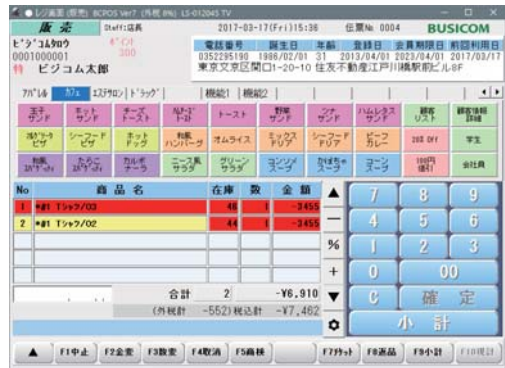 レジ画面 (販売) BCPOS Ver7 (外税 8%) LS-012045 TV
販 売 Staff:店長 2017-03-17(Fri)15:36 伝票No 0004 BUSICOM
ビジコムタロウ ポイント
0001000001 300
ビジコム太郎
電話番号 誕生日 年齢 登録日 会員期限日 前回利用日
0352295190 1986/02/01 31 2013/04/01 2023/04/01 2017/03/17
東京文京区関口1-20-10 住友不動産江戸川橋駅前ビル8F
アパレル カフェ エステサロン ドラッグ 機能1 機能2
玉子サンド ホットサンド チーズトースト トースト 野菜サンド ツナサンド ハムレタスサンド 顧客リスト 顧客情報詳細
シーフードピザ ホットドッグ 和風ハンバーグ オムライス ミックスドリア シーフードドリア ビーフカレー 20% Off 学生
和風スパゲッティ たらこスパゲッティ カルボナーラ ニース風サラダ グリーンサラダ コンソメスープ かぼちゃスープ コーンスープ 100円値引 会社員
No 商 品 名 在庫 数 金 額
1 *#1 Tシャツ/03 46 1 -3455
2 *#1 Tシャツ/02 44 1 -3455
合計 2 -¥6,910
(外税計 -552)税込計 -¥7,462
▲ 7 8 9
— 4 5 6
% 1 2 3
+ 0 00
▼ C 確 定
小 計
▲ F1中止 F2金変 F3数変 F4取消 F5商検 F7ｱｳﾄ F8返品 F9小計 F10現計